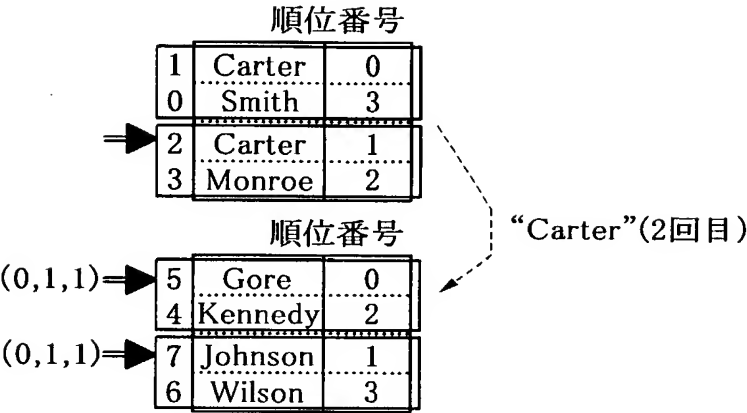 順位番号
1 Carter 0
0 Smith 3
2 Carter 1
3 Monroe 2
“Carter”(2回目)
順位番号
(0,1,1) 5 Gore 0
4 Kennedy 2
(0,1,1) 7 Johnson 1
6 Wilson 3